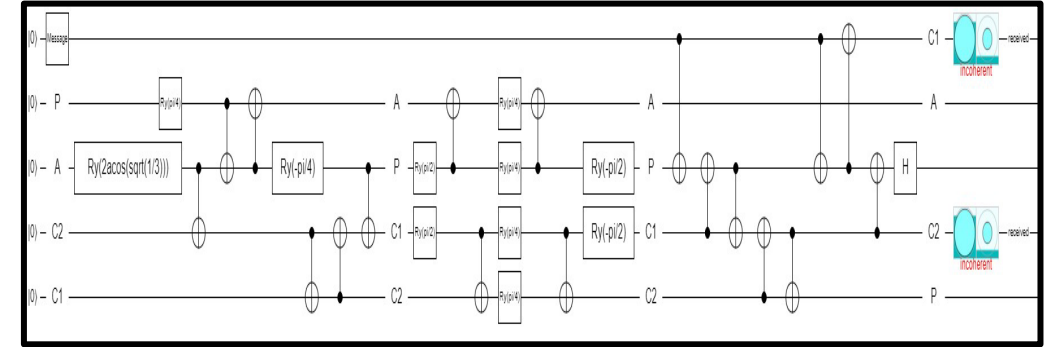 |0⟩ Message C1 received
incoherent
|0⟩ P Ry(pi/4) A Ry(pi/4) A A
|0⟩ A Ry(2acos(sqrt(1/3))) Ry(-pi/4) P Ry(pi/2) Ry(pi/4) Ry(-pi/2) P H
|0⟩ C2 C1 Ry(pi/2) Ry(pi/4) Ry(-pi/2) C1 C2 received
incoherent
|0⟩ C1 C2 Ry(pi/4) C2 P